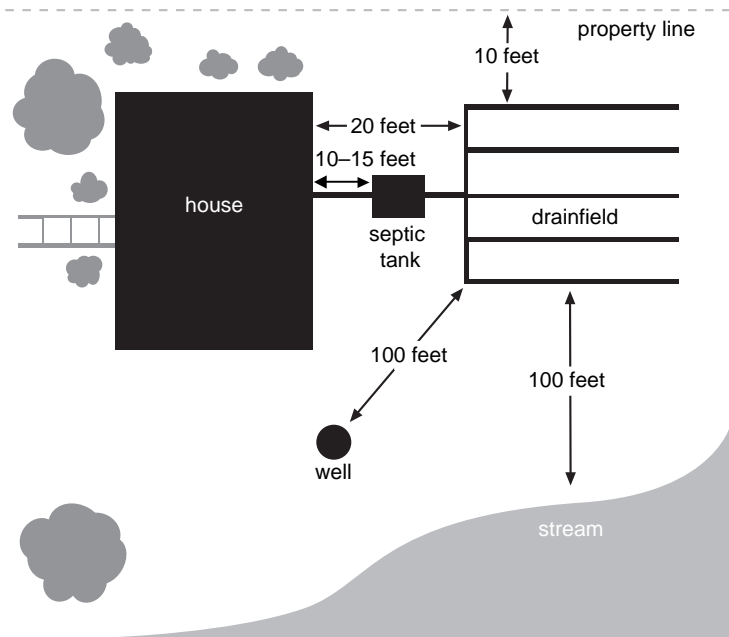 property line
10 feet
20 feet
10–15 feet
house
septic
tank
drainfield
100 feet
100 feet
well
stream